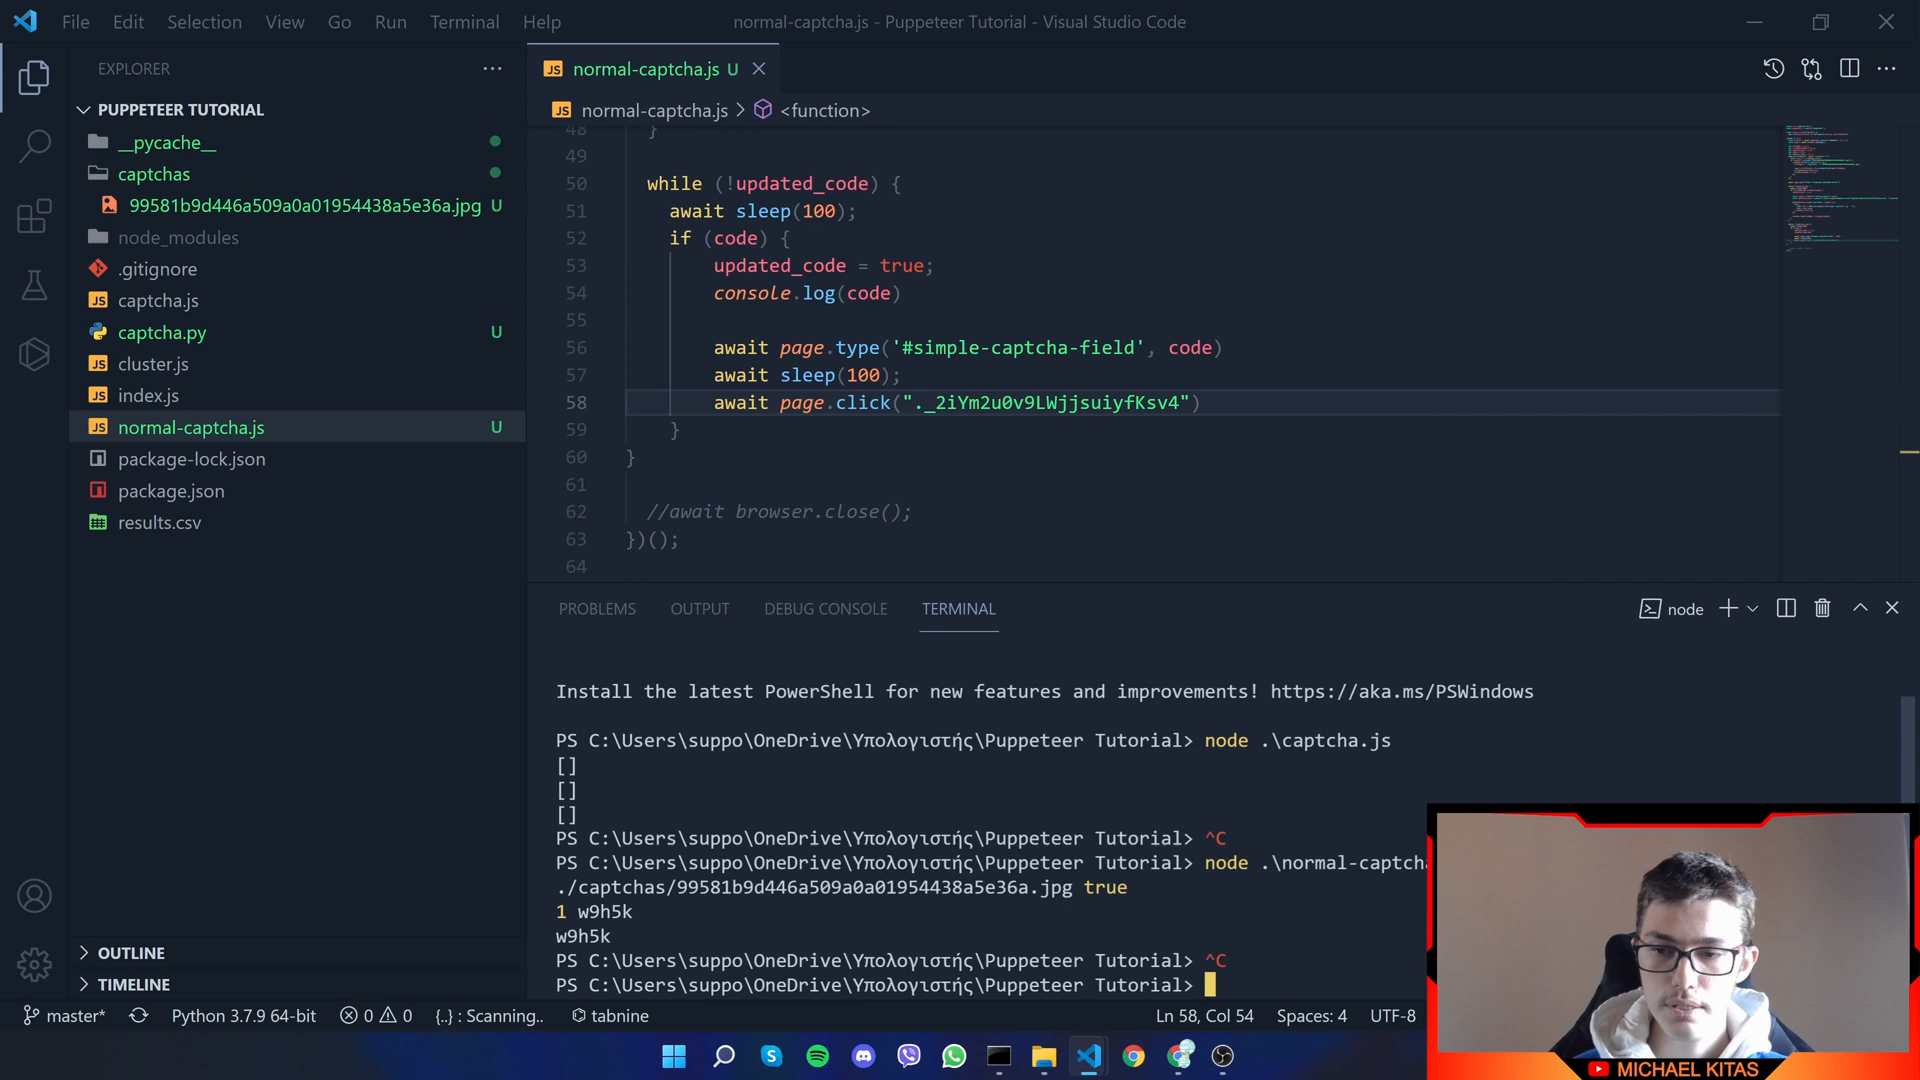 File Edit Selection View Go Run Terminal Help
normal-captcha.js - Puppeteer Tutorial - Visual Studio Code
EXPLORER
PUPPETEER TUTORIAL
__pycache__
captchas
99581b9d446a509a0a01954438a5e36a.jpg U
node_modules
.gitignore
JS captcha.js
captcha.py U
JS cluster.js
JS index.js
JS normal-captcha.js U
package-lock.json
package.json
results.csv
OUTLINE
TIMELINE
JS normal-captcha.js U
JS normal-captcha.js > <function>
48 }
49
50 while (!updated_code) {
51 await sleep(100);
52 if (code) {
53 updated_code = true;
54 console.log(code)
55
56 await page.type('#simple-captcha-field', code)
57 await sleep(100);
58 await page.click("._2iYm2u0v9LWjjsuiyfKsv4")
59 }
60 }
61
62 //await browser.close();
63 })();
64
PROBLEMS OUTPUT DEBUG CONSOLE TERMINAL
node
Install the latest PowerShell for new features and improvements! https://aka.ms/PSWindows
PS C:\Users\suppo\OneDrive\Υπολογιστής\Puppeteer Tutorial> node .\captcha.js
[]
[]
[]
PS C:\Users\suppo\OneDrive\Υπολογιστής\Puppeteer Tutorial> ^C
PS C:\Users\suppo\OneDrive\Υπολογιστής\Puppeteer Tutorial> node .\normal-captcha
./captchas/99581b9d446a509a0a01954438a5e36a.jpg true
1 w9h5k
w9h5k
PS C:\Users\suppo\OneDrive\Υπολογιστής\Puppeteer Tutorial> ^C
PS C:\Users\suppo\OneDrive\Υπολογιστής\Puppeteer Tutorial>
master* Python 3.7.9 64-bit 0 0 {..} : Scanning.. tabnine Ln 58, Col 54 Spaces: 4 UTF-8
MICHAEL KITAS